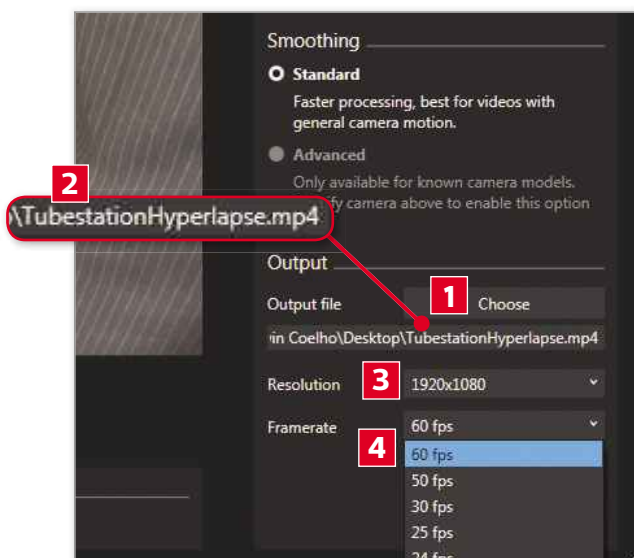 Smoothing
Standard
Faster processing, best for videos with
general camera motion.
Advanced
2
Only available for known camera models.
camera above to enable this option
\TubestationHyperlapse.mp4
Output
Output file
1
Choose
in Coelho\Desktop\TubestationHyperlapse.mp4
Resolution
3
1920x1080
Framerate
4
60 fps
60 fps
50 fps
30 fps
25 fps
24 fps